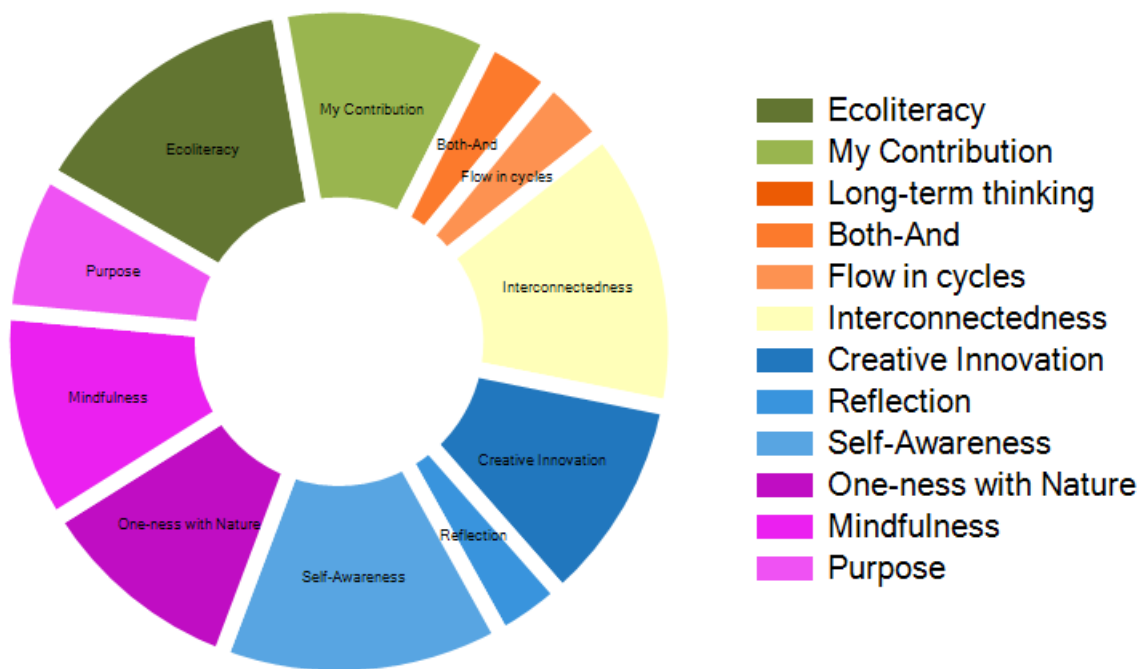 My Contribution
Ecoliteracy
Both-And
Flow in cycles
Purpose
Interconnectedness
Mindfulness
Creative Innovation
One-ness with Nature
Reflection
Self-Awareness
Ecoliteracy
My Contribution
Long-term thinking
Both-And
Flow in cycles
Interconnectedness
Creative Innovation
Reflection
Self-Awareness
One-ness with Nature
Mindfulness
Purpose